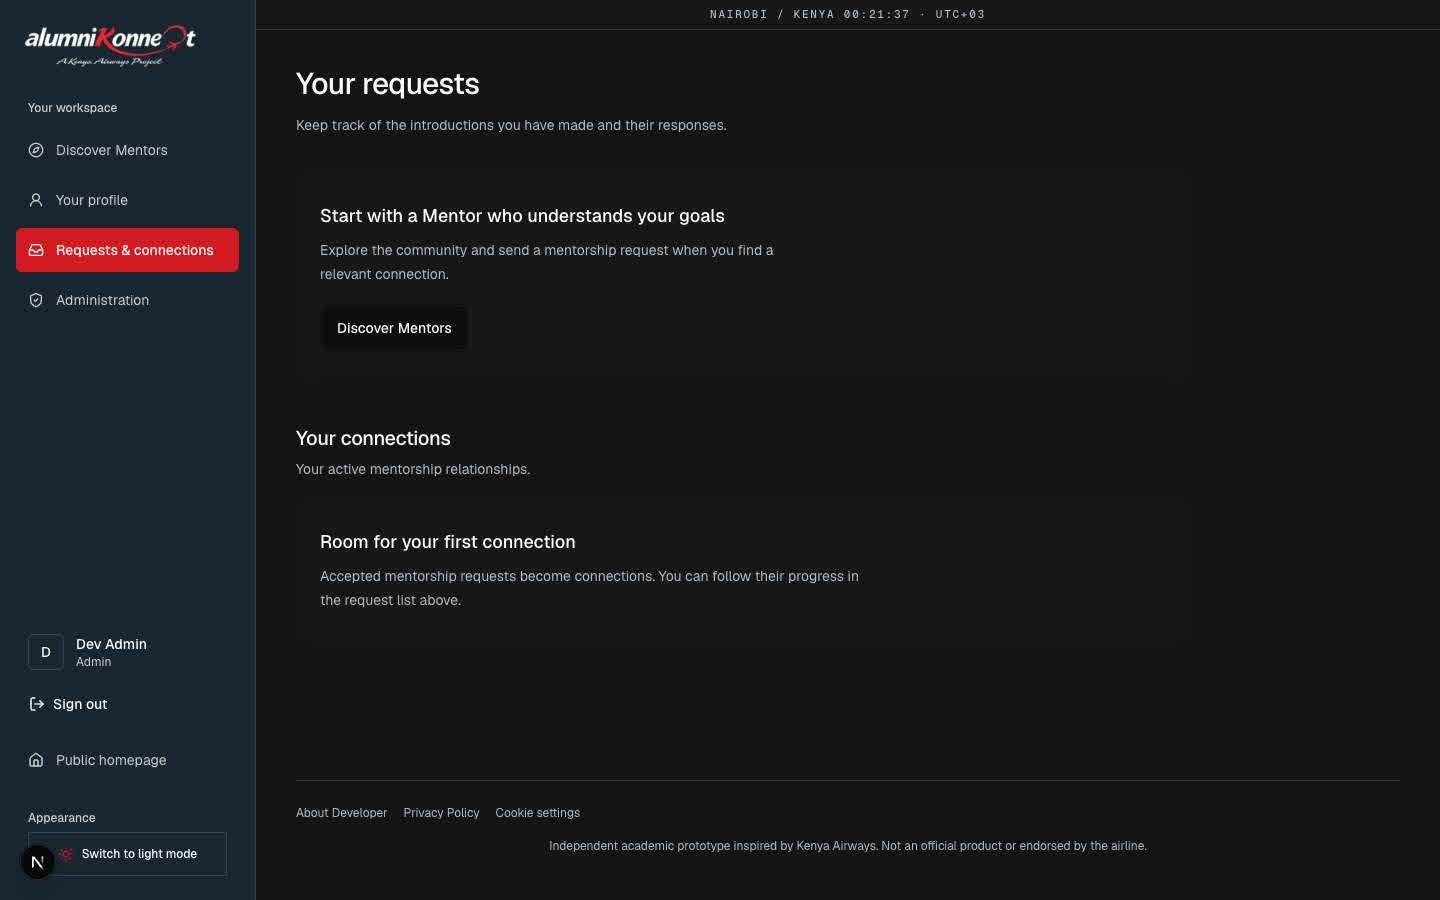 NAIROBI / KENYA 00:21:37 · UTC+03
alumniKonnect
A Kenya Airways Project
Your workspace
Discover Mentors
Your profile
Requests & connections
Administration
Dev Admin
D
Admin
Sign out
Public homepage
Appearance
Switch to light mode
N
Your requests
Keep track of the introductions you have made and their responses.
Start with a Mentor who understands your goals
Explore the community and send a mentorship request when you find a
relevant connection.
Discover Mentors
Your connections
Your active mentorship relationships.
Room for your first connection
Accepted mentorship requests become connections. You can follow their progress in
the request list above.
About Developer Privacy Policy Cookie settings
Independent academic prototype inspired by Kenya Airways. Not an official product or endorsed by the airline.